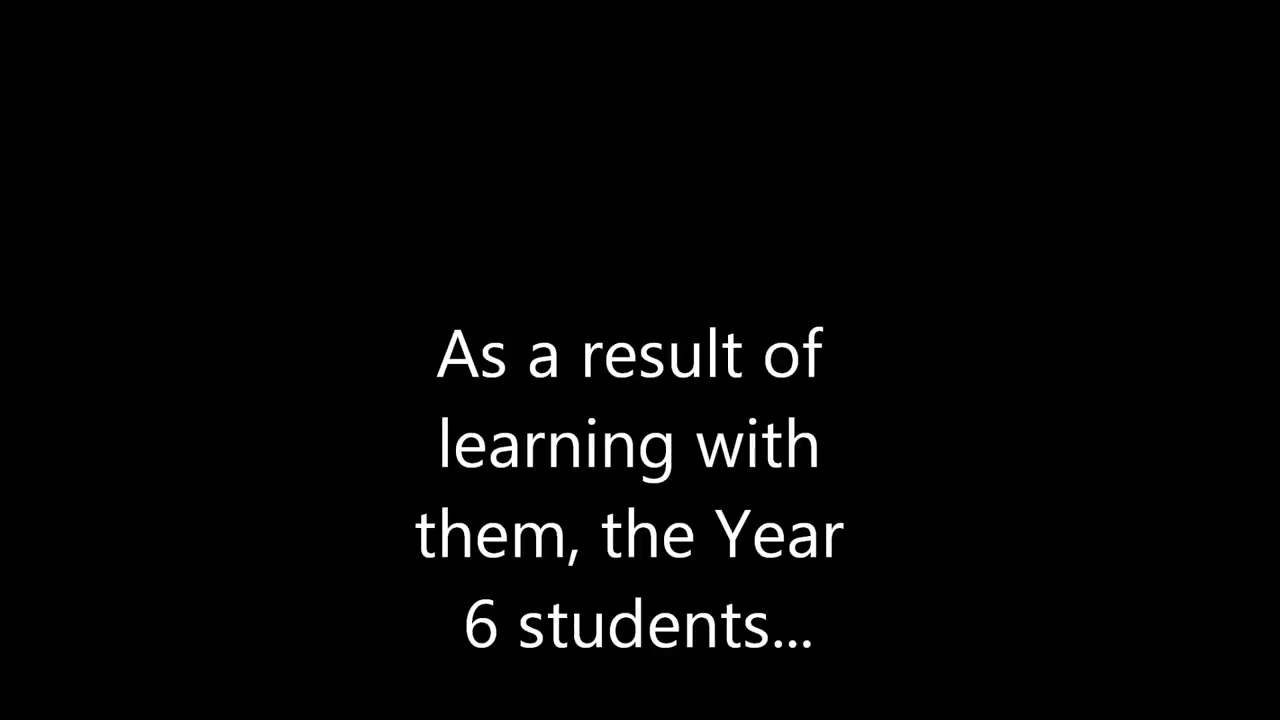 As a result of
learning with
them, the Year
6 students...